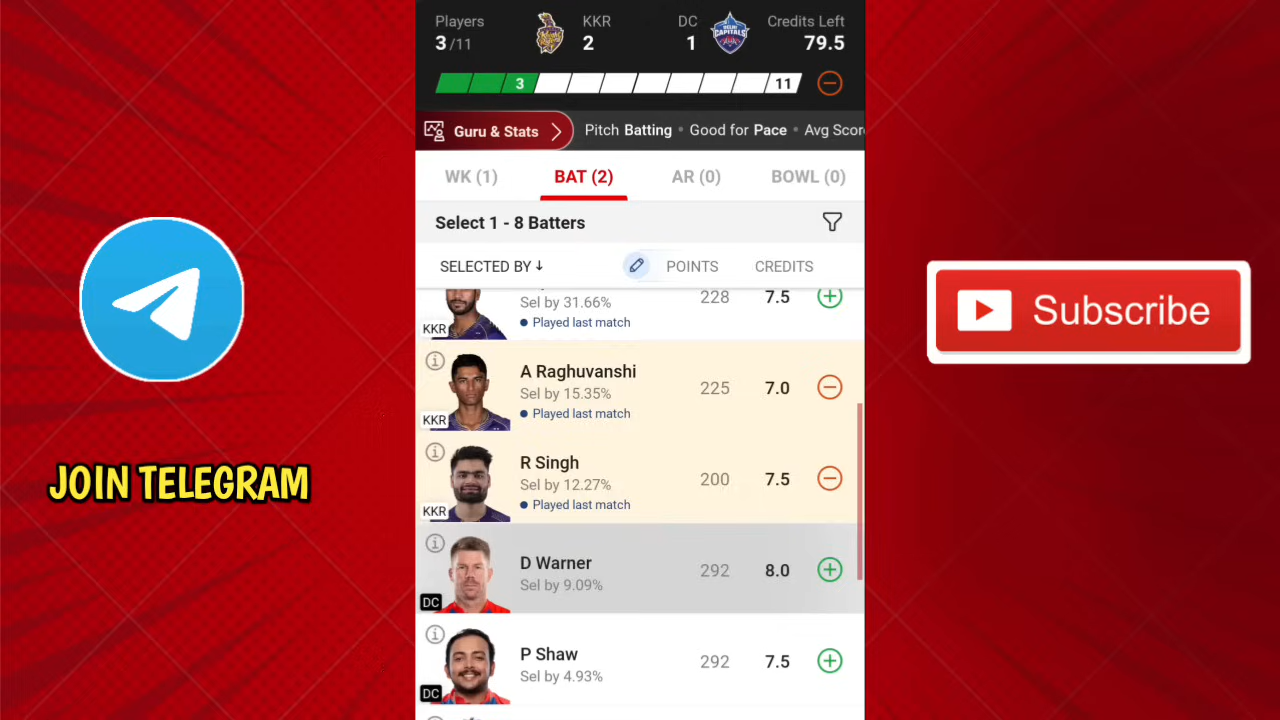 Players
KKR
DC
Credits Left
3 /11
2
1
79.5
DELHI
CAPITALS
3
11
Guru & Stats
Pitch Batting • Good for Pace • Avg Scor
WK (1)
BAT (2)
AR (0)
BOWL (0)
Select 1 - 8 Batters
SELECTED BY ↓
POINTS
CREDITS
Sel by 31.66%
228
7.5
Played last match
KKR
A Raghuvanshi
Sel by 15.35%
225
7.0
Played last match
KKR
R Singh
Sel by 12.27%
200
7.5
Played last match
KKR
D Warner
Sel by 9.09%
292
8.0
DC
P Shaw
Sel by 4.93%
292
7.5
DC
JOIN TELEGRAM
Subscribe